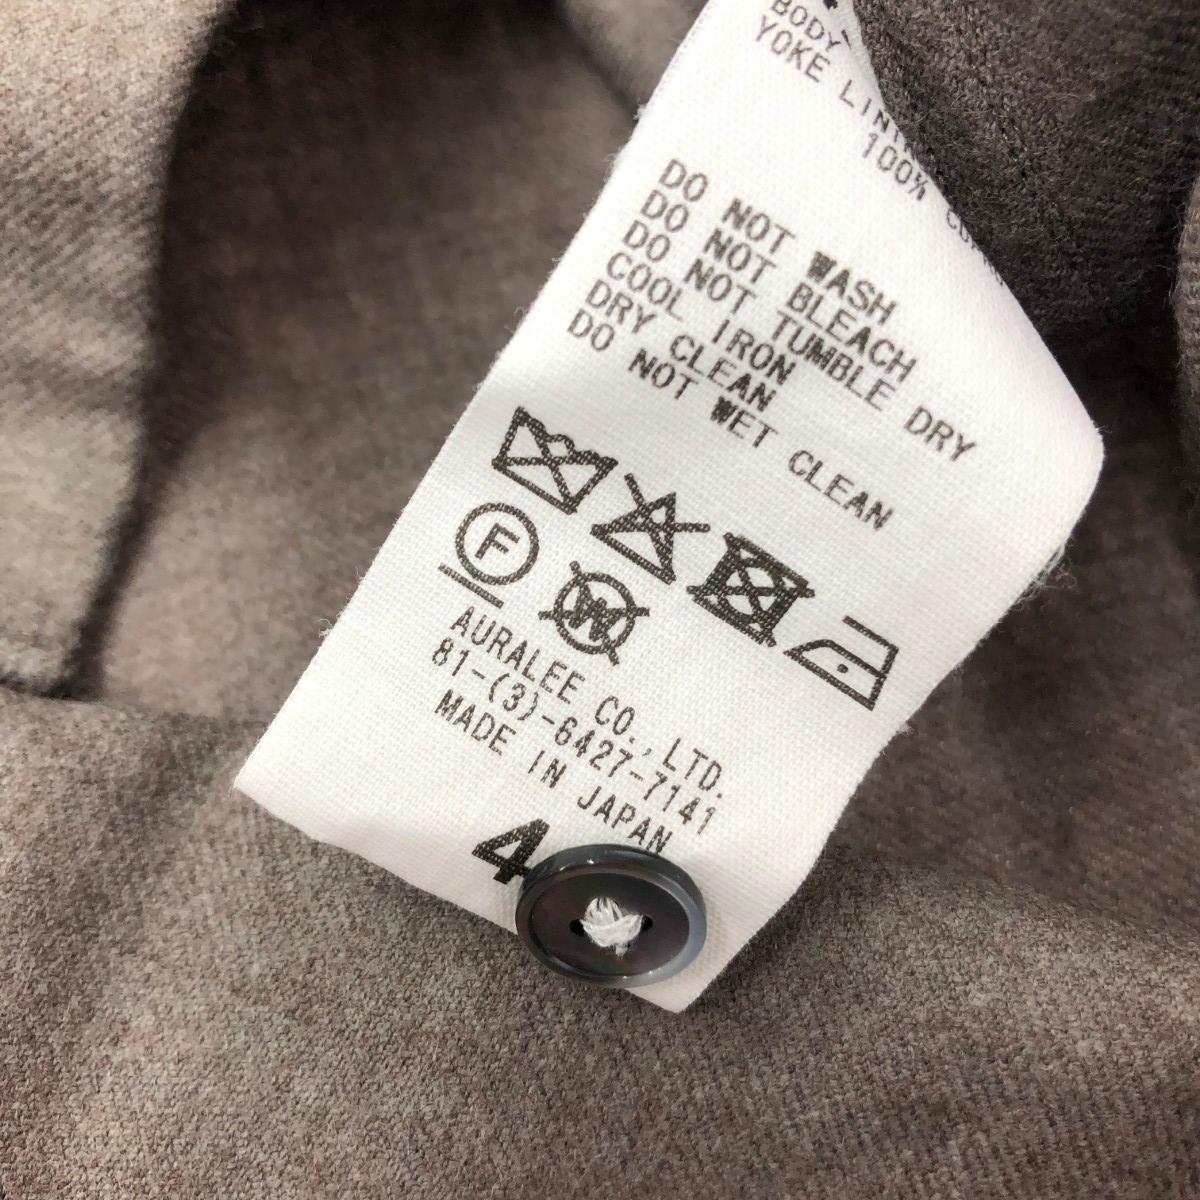 BODY
YOKE
100%
DO NOT WASH
DO NOT BLEACH
DO NOT TUMBLE DRY
COOL IRON
DRY CLEAN
DO NOT WET CLEAN
F
W
AURALEE CO.,LTD.
81-(3)-6427-7141
MADE IN JAPAN
4